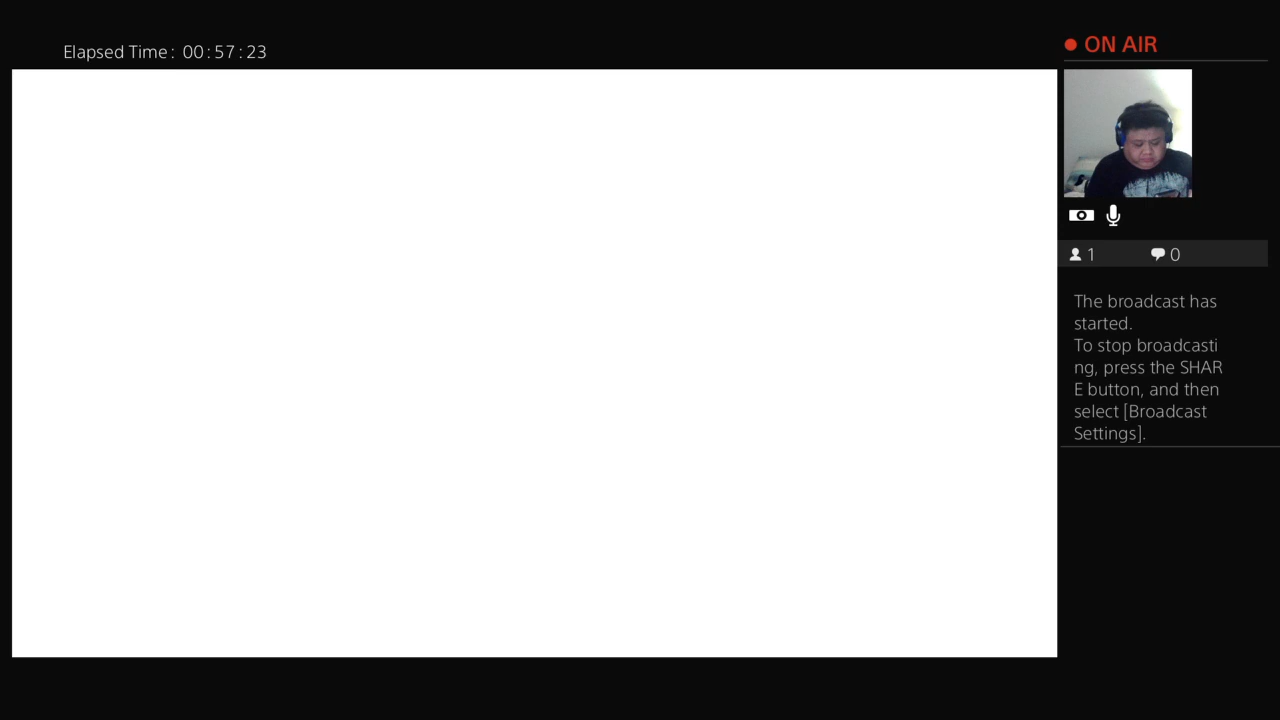 Elapsed Time: 00:57:23
ON AIR
1 0
The broadcast has
started.
To stop broadcasti
ng, press the SHAR
E button, and then
select [Broadcast
Settings].